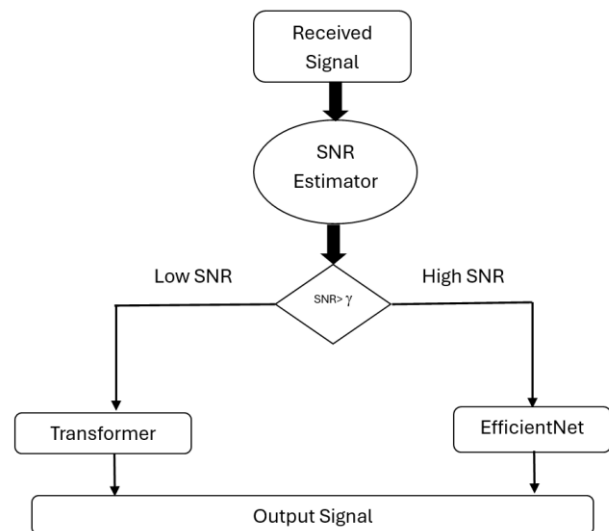 Received
Signal
SNR
Estimator
Low SNR
High SNR
SNR> γ
Transformer
EfficientNet
Output Signal